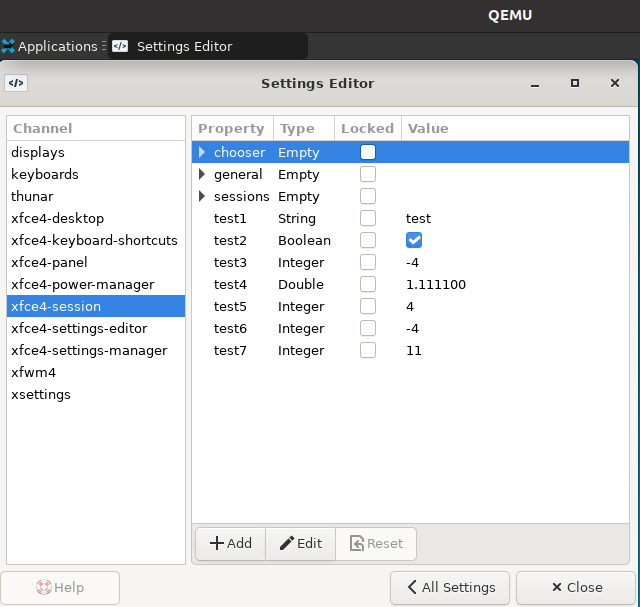 QEMU
Applications Settings Editor
Settings Editor
Channel
displays
keyboards
thunar
xfce4-desktop
xfce4-keyboard-shortcuts
xfce4-panel
xfce4-power-manager
xfce4-session
xfce4-settings-editor
xfce4-settings-manager
xfwm4
xsettings
Property Type Locked Value
chooser Empty
general Empty
sessions Empty
test1 String test
test2 Boolean
test3 Integer -4
test4 Double 1.111100
test5 Integer 4
test6 Integer -4
test7 Integer 11
Add Edit Reset
Help All Settings Close